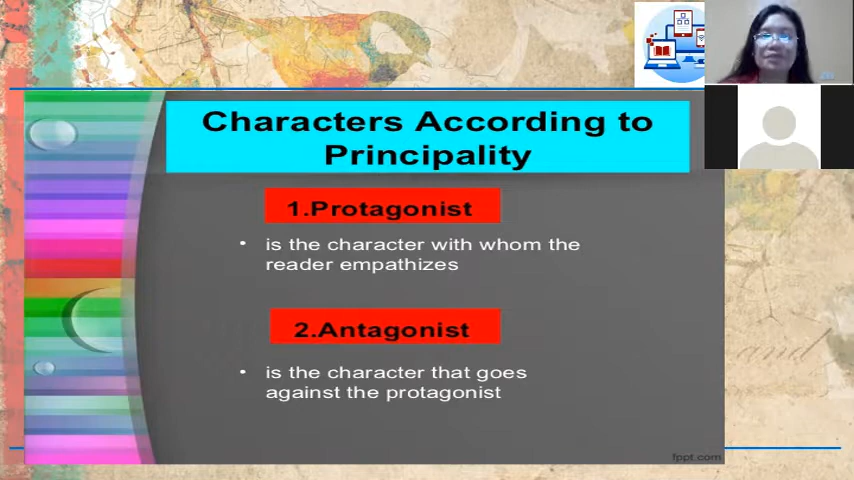 Characters According to
Principality
1.Protagonist
• is the character with whom the
reader empathizes
2.Antagonist
• is the character that goes
against the protagonist
fppt.com
and